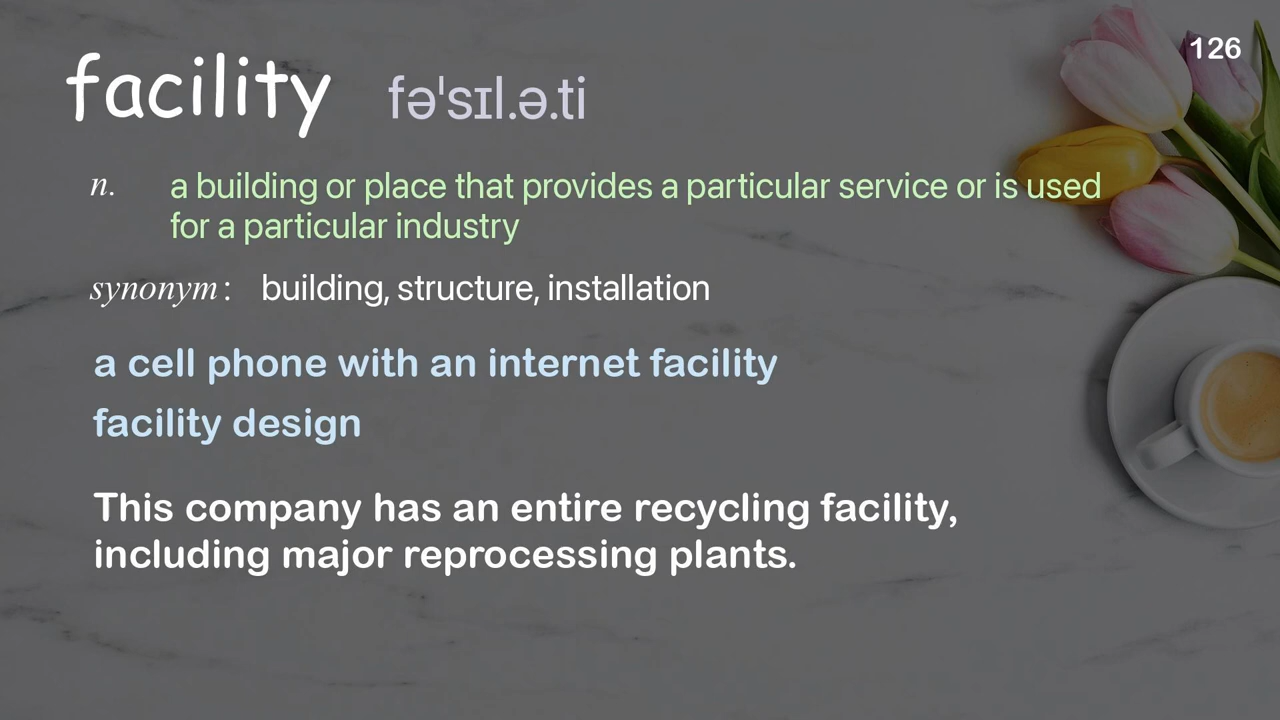 126
facility fəˈsɪl.ə.ti
n. a building or place that provides a particular service or is used
for a particular industry
synonym: building, structure, installation
a cell phone with an internet facility
facility design
This company has an entire recycling facility,
including major reprocessing plants.